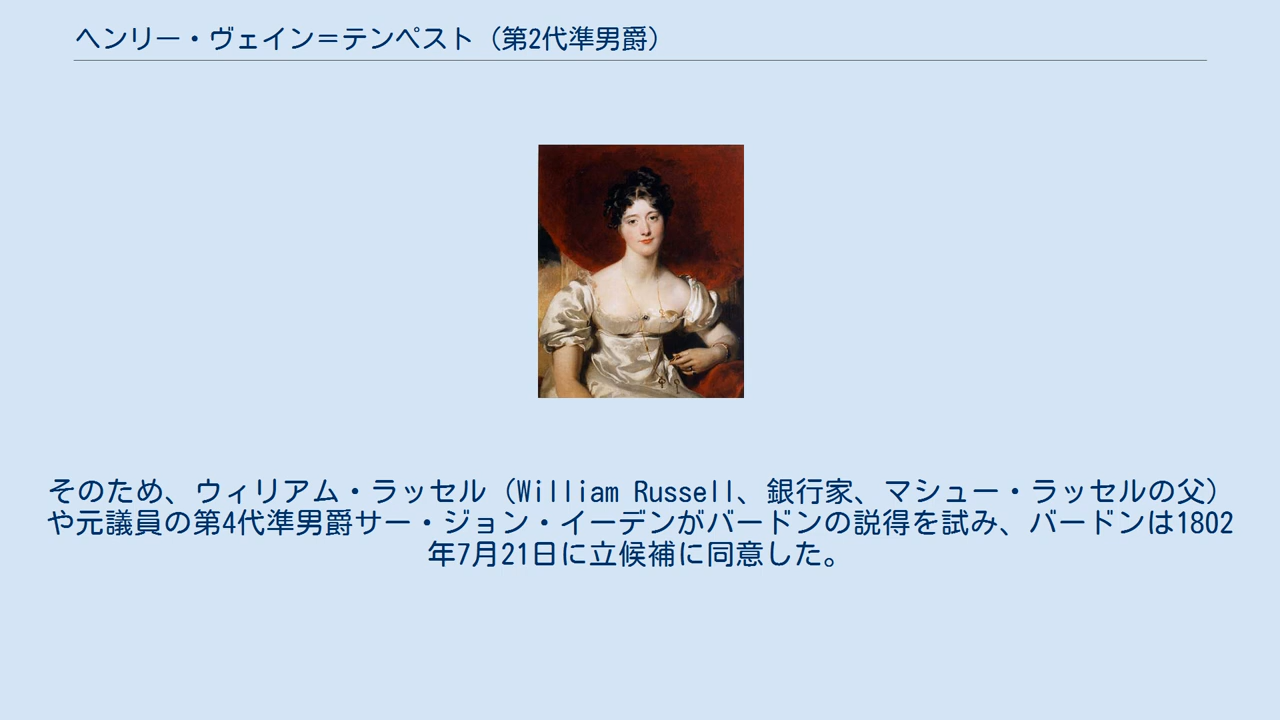 ヘンリー・ヴェイン＝テンペスト（第2代準男爵）
そのため、ウィリアム・ラッセル（William Russell、銀行家、マシュー・ラッセルの父）
や元議員の第4代準男爵サー・ジョン・イーデンがバードンの説得を試み、バードンは1802
年7月21日に立候補に同意した。